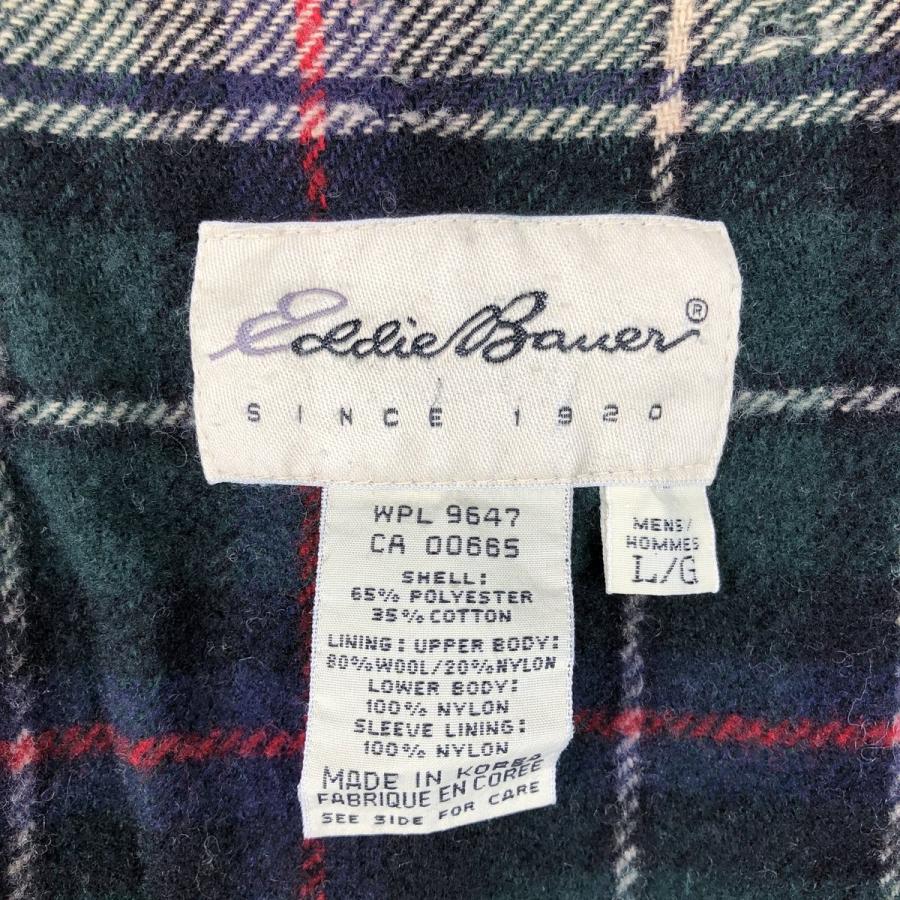 Eddie Bauer®
SINCE 1920
WPL 9647
CA 00665
SHELL:
65% POLYESTER
35% COTTON
LINING: UPPER BODY:
80% WOOL/20% NYLON
LOWER BODY:
100% NYLON
SLEEVE LINING:
100% NYLON
MADE IN KOREA
FABRIQUE EN COREE
SEE SIDE FOR CARE
MENS/
HOMMES
L/G